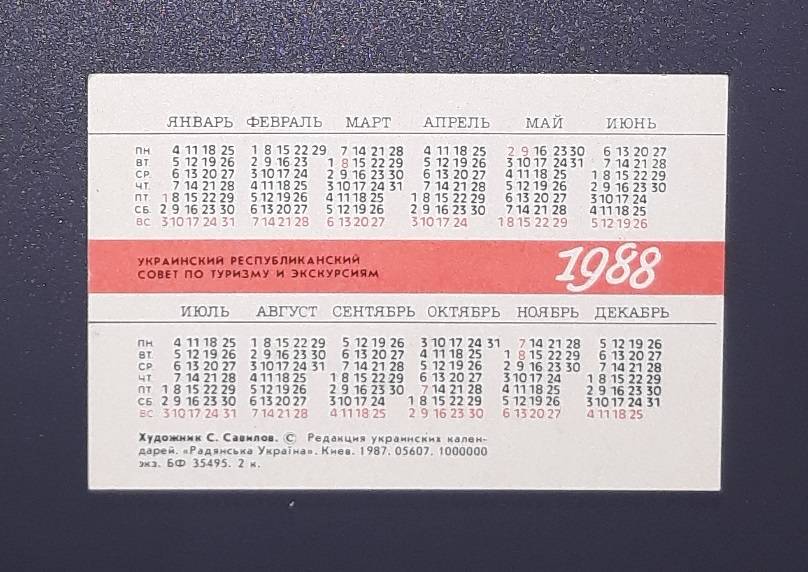 ЯНВАРЬ ФЕВРАЛЬ МАРТ АПРЕЛЬ МАЙ ИЮНЬ
ПН. 4 11 18 25 1 8 15 22 29 7 14 21 28 4 11 18 25 2 9 16 23 30 6 13 20 27
ВТ. 5 12 19 26 2 9 16 23 1 8 15 22 29 5 12 19 26 3 10 17 24 31 7 14 21 28
СР. 6 13 20 27 3 10 17 24 2 9 16 23 30 6 13 20 27 4 11 18 25 1 8 15 22 29
ЧТ. 7 14 21 28 4 11 18 25 3 10 17 24 31 7 14 21 28 5 12 19 26 2 9 16 23 30
ПТ. 1 8 15 22 29 5 12 19 26 4 11 18 25 1 8 15 22 29 6 13 20 27 3 10 17 24
СБ. 2 9 16 23 30 6 13 20 27 5 12 19 26 2 9 16 23 30 7 14 21 28 4 11 18 25
ВС. 3 10 17 24 31 7 14 21 28 6 13 20 27 3 10 17 24 1 8 15 22 29 5 12 19 26
УКРАИНСКИЙ РЕСПУБЛИКАНСКИЙ
СОВЕТ ПО ТУРИЗМУ И ЭКСКУРСИЯМ
1988
ИЮЛЬ АВГУСТ СЕНТЯБРЬ ОКТЯБРЬ НОЯБРЬ ДЕКАБРЬ
ПН. 4 11 18 25 1 8 15 22 29 5 12 19 26 3 10 17 24 31 7 14 21 28 5 12 19 26
ВТ. 5 12 19 26 2 9 16 23 30 6 13 20 27 4 11 18 25 1 8 15 22 29 6 13 20 27
СР. 6 13 20 27 3 10 17 24 31 7 14 21 28 5 12 19 26 2 9 16 23 30 7 14 21 28
ЧТ. 7 14 21 28 4 11 18 25 1 8 15 22 29 6 13 20 27 3 10 17 24 1 8 15 22 29
ПТ. 1 8 15 22 29 5 12 19 26 2 9 16 23 30 7 14 21 28 4 11 18 25 2 9 16 23 30
СБ. 2 9 16 23 30 6 13 20 27 3 10 17 24 1 8 15 22 29 5 12 19 26 3 10 17 24 31
ВС. 3 10 17 24 31 7 14 21 28 4 11 18 25 2 9 16 23 30 6 13 20 27 4 11 18 25
Художник С. Савилов. © Редакция украинских кален-
дарей. «Радянська Україна». Киев. 1987. 05607. 1000000
экз. БФ 35495. 2 к.